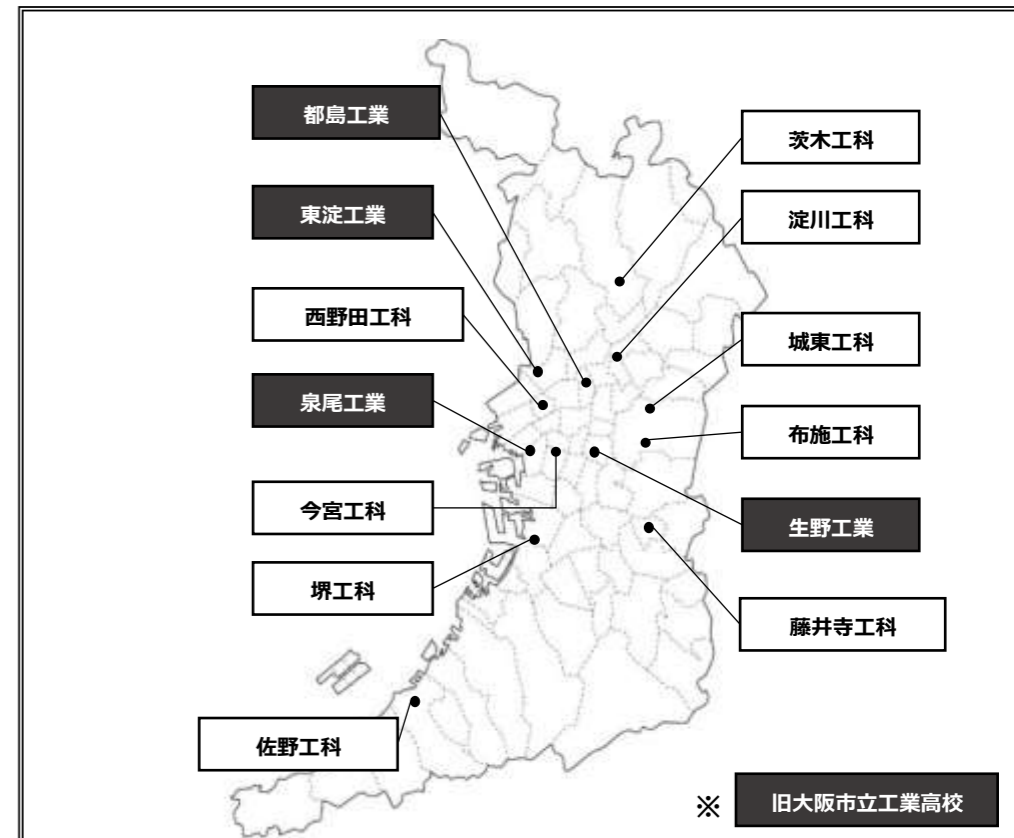 都島工業
東淀工業
西野田工科
泉尾工業
今宮工科
堺工科
佐野工科
茨木工科
淀川工科
城東工科
布施工科
生野工業
藤井寺工科
※ 旧大阪市立工業高校